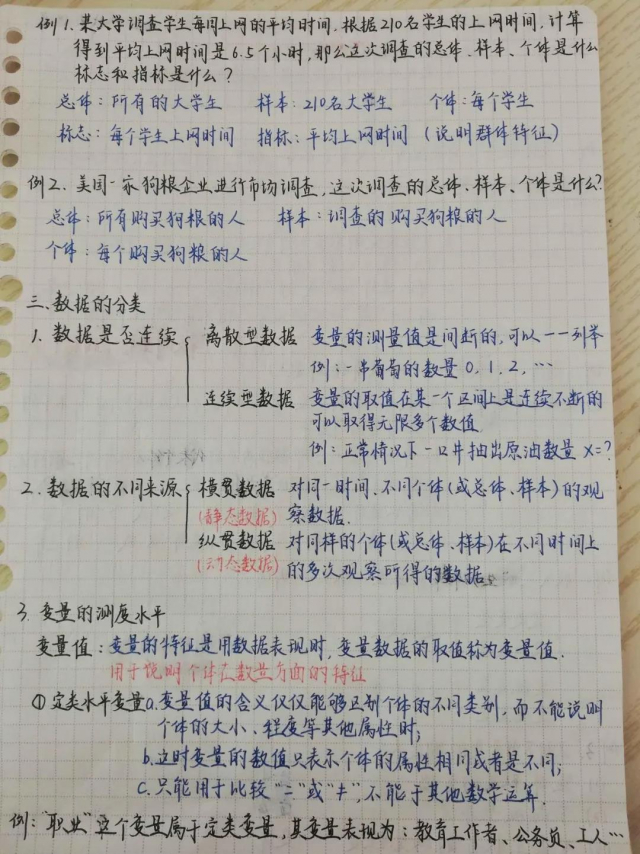 例1. 某大学调查学生每周上网的平均时间，根据210名学生的上网时间，计算
得到平均上网时间是6.5个小时，那么这次调查的总体、样本、个体是什么
标志和指标是什么？
总体：所有的大学生 样本：210名大学生 个体：每个学生
标志：每个学生上网时间 指标：平均上网时间（说明群体特征）
例2. 美国一家狗粮企业进行市场调查，这次调查的总体、样本、个体是什么？
总体：所有购买狗粮的人 样本：调查的购买狗粮的人
个体：每个购买狗粮的人
三、数据的分类
1. 数据是否连续 离散型数据 变量的测量值是间断的，可以一一列举
例：一串葡萄的数量 0, 1, 2, …
连续型数据 变量的取值在某一个区间上是连续不断的
可以取得无限多个数值
例：正常情况下一口井抽出原油数量 X=?
2. 数据的不同来源 横贯数据 对同一时间、不同个体（或总体、样本）的观
(静态数据) 察数据.
纵贯数据 对同样的个体（或总体、样本）在不同时间上
(动态数据) 的多次观察所得的数据
3. 变量的测度水平
变量值：变量的特征是用数据表现时，变量数据的取值称为变量值.
用于说明个体在数量方面的特征
①定类水平变量 a. 变量值的含义仅仅能够区别个体的不同类别，而不能说明
个体的大小、程度等其他属性时；
b. 这时变量的数值只表示个体的属性相同或者是不同；
c. 只能用于比较“=”或“≠”，不能于其他数学运算.
例：“职业”这个变量属于定类变量，其变量表现为：教育工作者、公务员、工人…